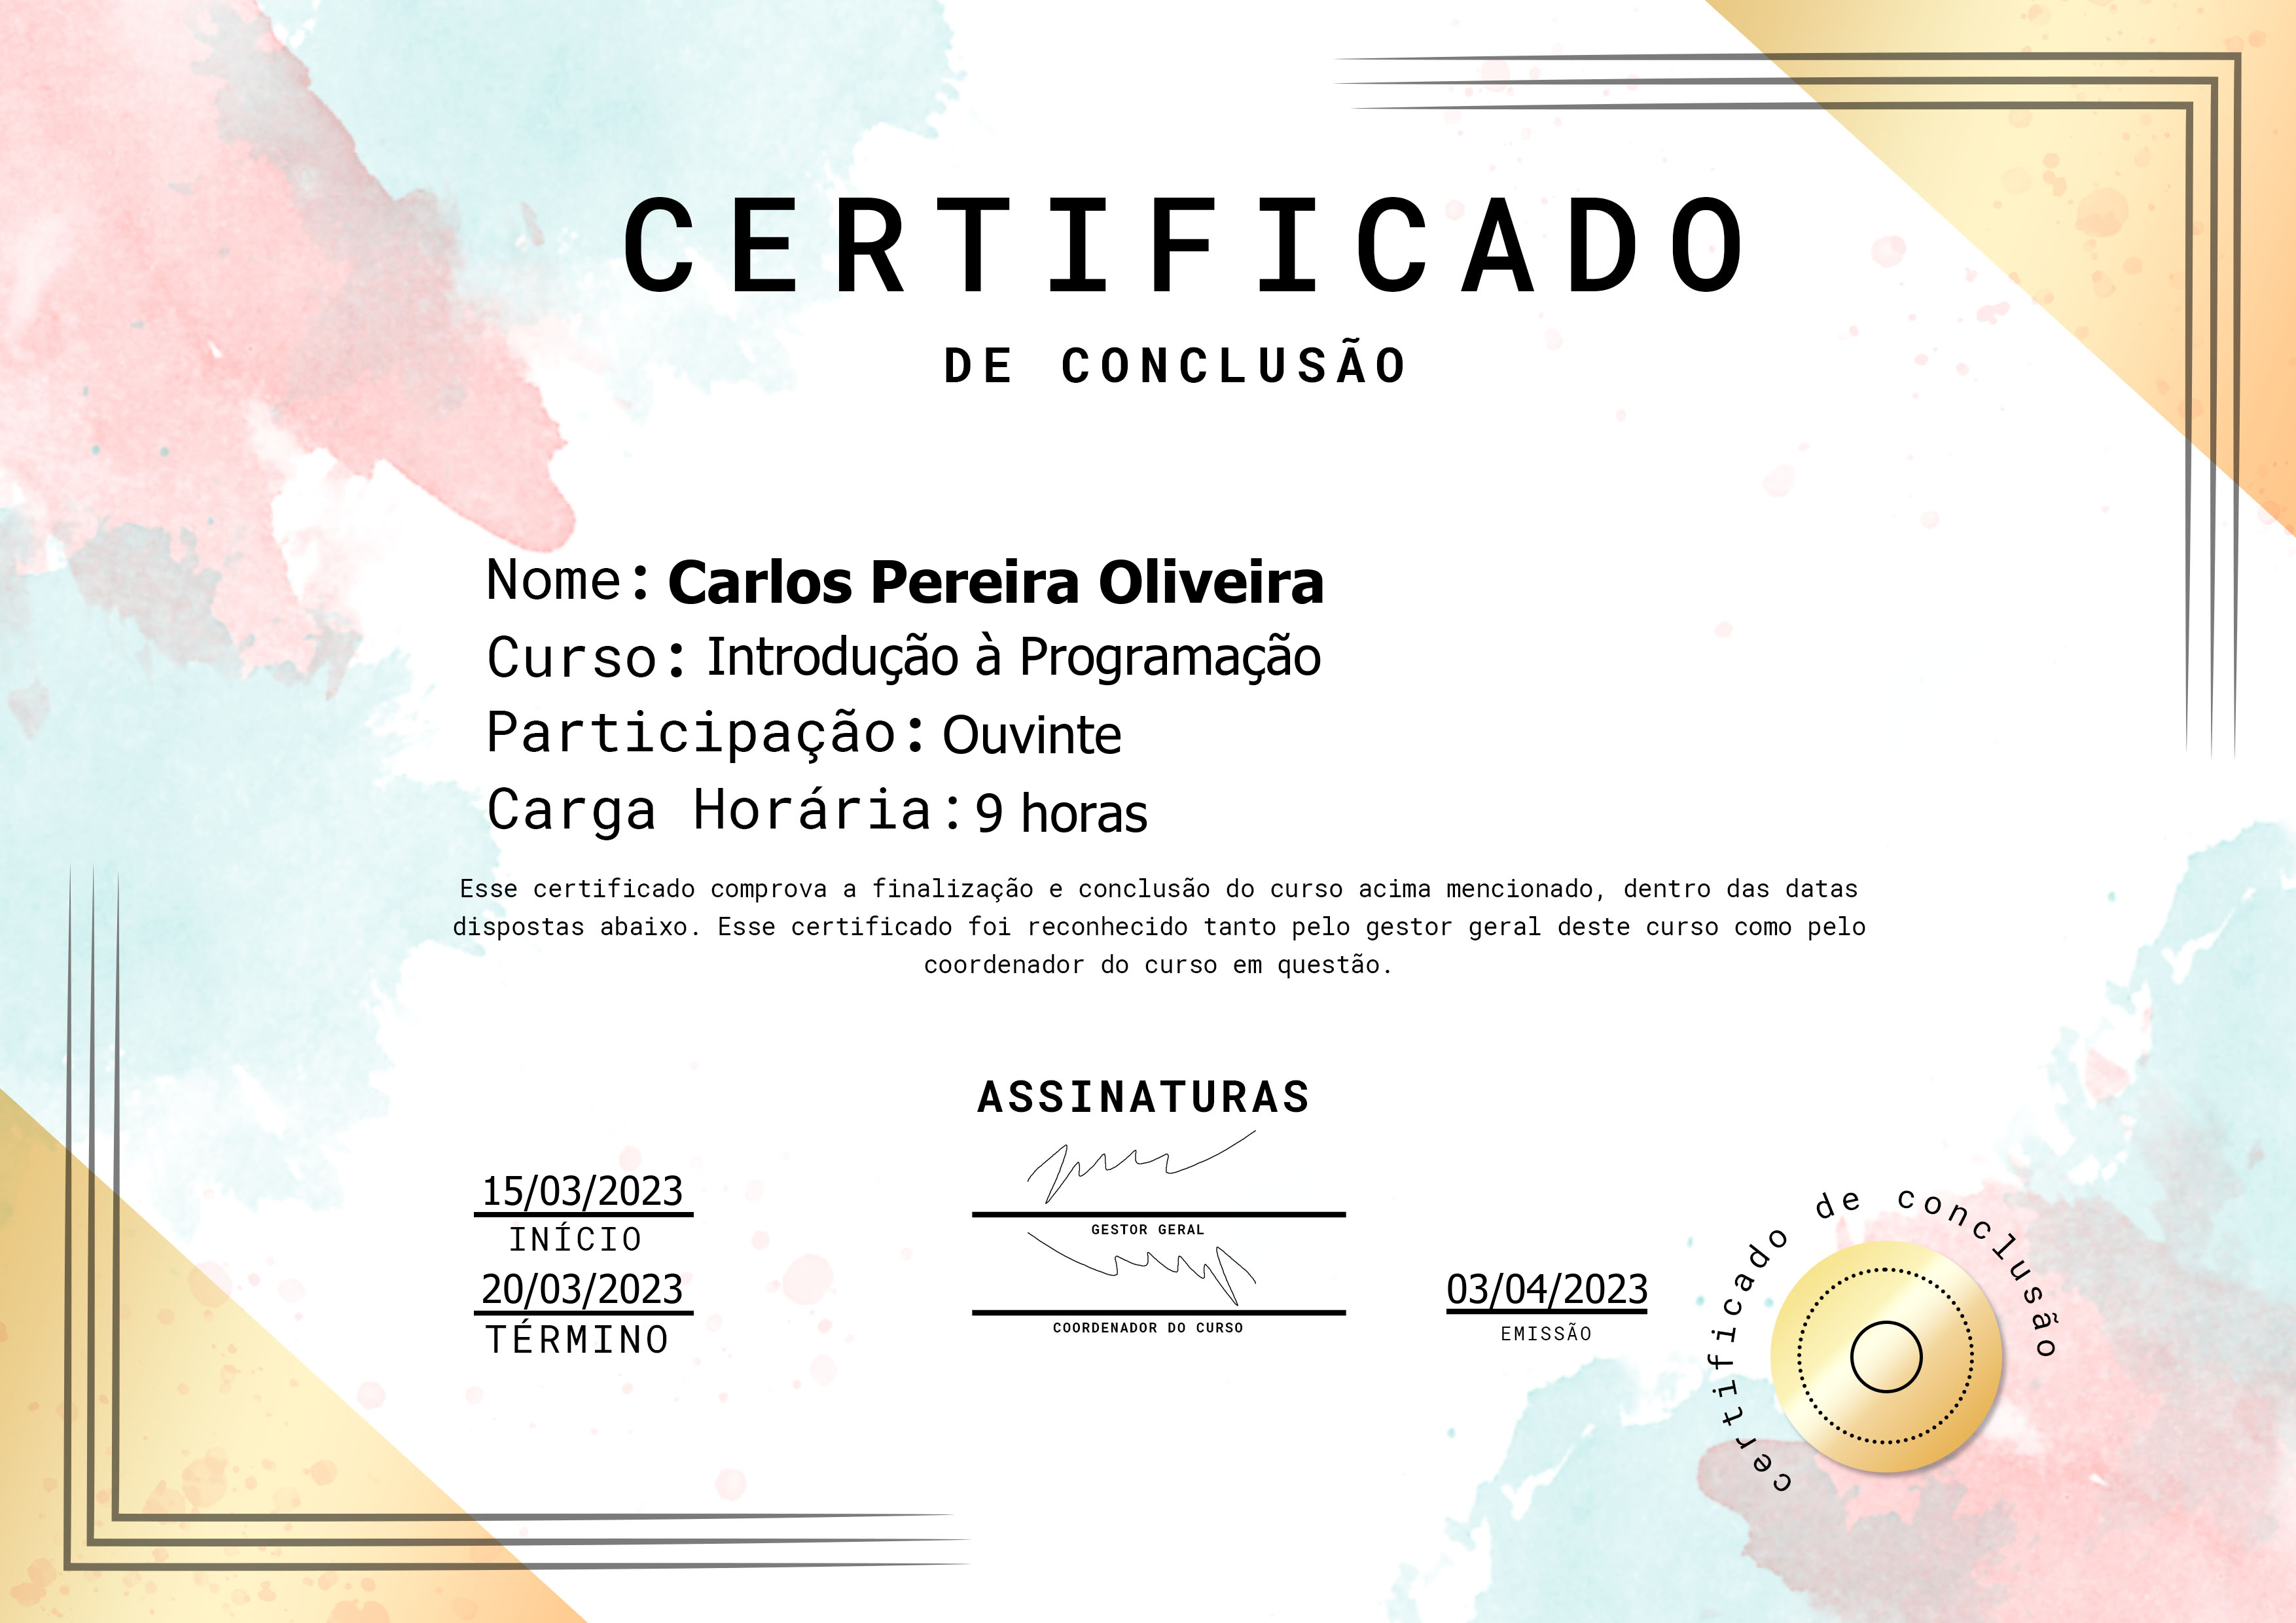 CERTIFICADO
DE CONCLUSÃO
Nome: Carlos Pereira Oliveira
Curso: Introdução à Programação
Participação: Ouvinte
Carga Horária: 9 horas
Esse certificado comprova a finalização e conclusão do curso acima mencionado, dentro das datas
dispostas abaixo. Esse certificado foi reconhecido tanto pelo gestor geral deste curso como pelo
coordenador do curso em questão.
ASSINATURAS
15/03/2023
INÍCIO
GESTOR GERAL
20/03/2023
TÉRMINO
COORDENADOR DO CURSO
03/04/2023
EMISSÃO
certificado de conclusão